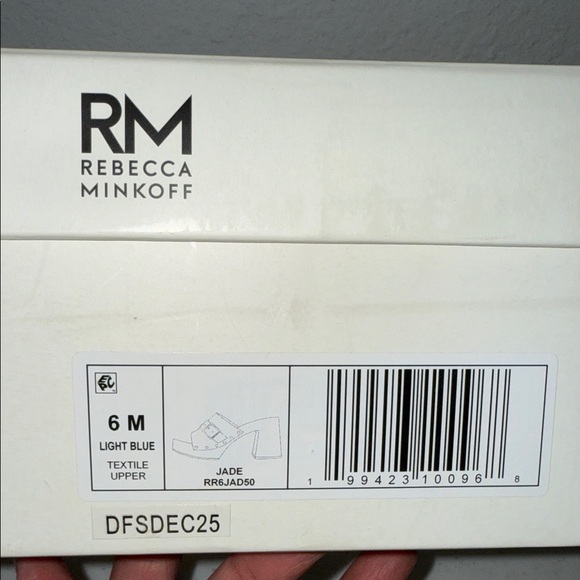 RM
REBECCA
MINKOFF
6 M
LIGHT BLUE
TEXTILE
UPPER
JADE
RR6JAD50
1 99423 10096 8
DFSDEC25